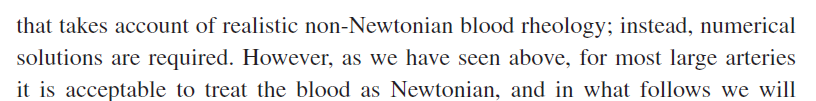 that takes account of realistic non-Newtonian blood rheology; instead, numerical
solutions are required. However, as we have seen above, for most large arteries
it is acceptable to treat the blood as Newtonian, and in what follows we will